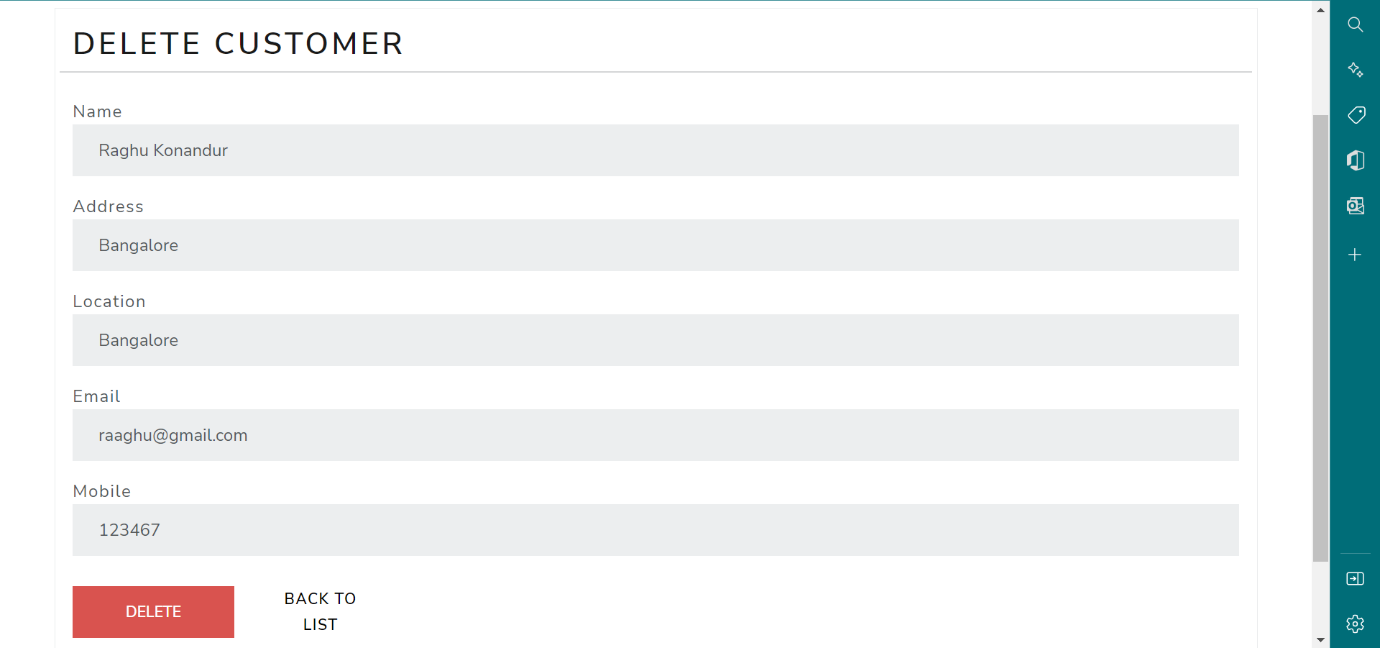 DELETE CUSTOMER
Name
Raghu Konandur
Address
Bangalore
Location
Bangalore
Email
raaghu@gmail.com
Mobile
123467
DELETE
BACK TO
LIST